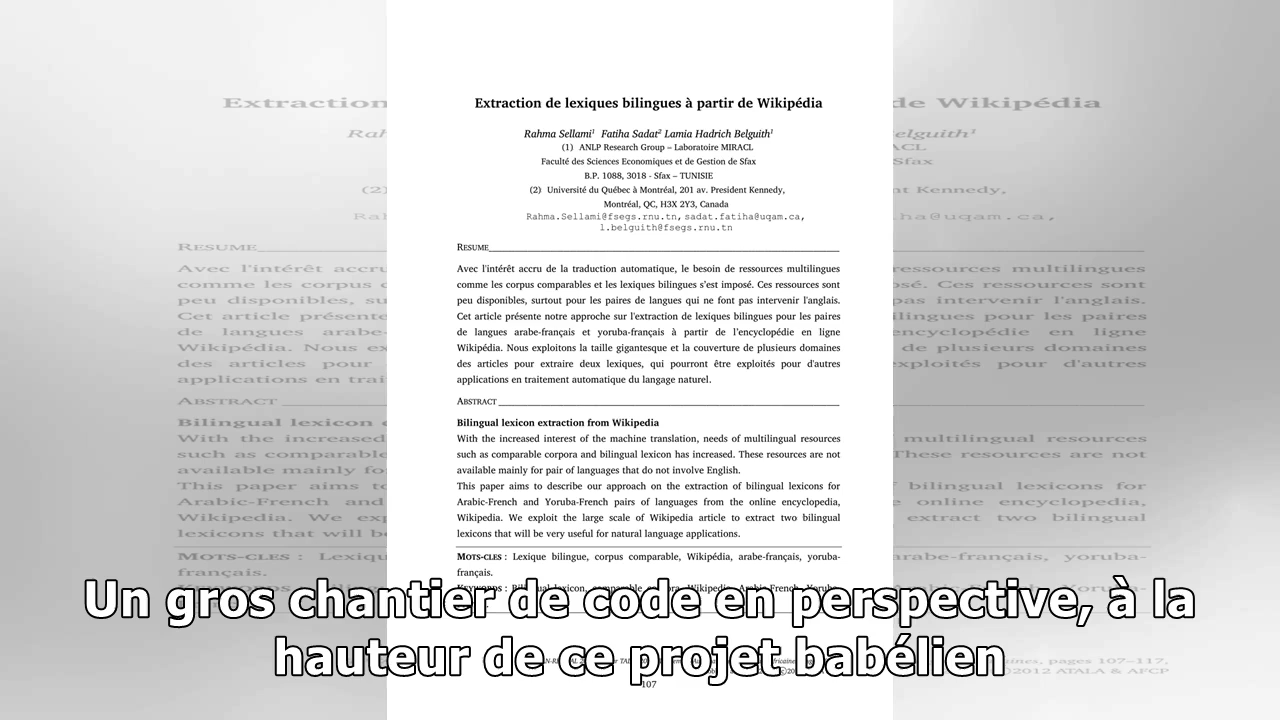 Extraction de lexiques bilingues à partir de Wikipédia
Rahma Sellami¹ Fatiha Sadat² Lamia Hadrich Belguith¹
(1) ANLP Research Group – Laboratoire MIRACL
Faculté des Sciences Economiques et de Gestion de Sfax
B.P. 1088, 3018 - Sfax – TUNISIE
(2) Université du Québec à Montréal, 201 av. President Kennedy,
Montréal, QC, H3X 2Y3, Canada
Rahma.Sellami@fsegs.rnu.tn, sadat.fatiha@uqam.ca,
l.belguith@fsegs.rnu.tn
RESUME
Avec l'intérêt accru de la traduction automatique, le besoin de ressources multilingues
comme les corpus comparables et les lexiques bilingues s'est imposé. Ces ressources sont
peu disponibles, surtout pour les paires de langues qui ne font pas intervenir l'anglais.
Cet article présente notre approche sur l'extraction de lexiques bilingues pour les paires
de langues arabe-français et yoruba-français à partir de l'encyclopédie en ligne
Wikipédia. Nous exploitons la taille gigantesque et la couverture de plusieurs domaines
des articles pour extraire deux lexiques, qui pourront être exploités pour d'autres
applications en traitement automatique du langage naturel.
ABSTRACT
Bilingual lexicon extraction from Wikipedia
With the increased interest of the machine translation, needs of multilingual resources
such as comparable corpora and bilingual lexicon has increased. These resources are not
available mainly for pair of languages that do not involve English.
This paper aims to describe our approach on the extraction of bilingual lexicons for
Arabic-French and Yoruba-French pairs of languages from the online encyclopedia,
Wikipedia. We exploit the large scale of Wikipedia article to extract two bilingual
lexicons that will be very useful for natural language applications.
MOTS-CLES : Lexique bilingue, corpus comparable, Wikipédia, arabe-français, yoruba-
français.
Un gros chantier de code en perspective, à la
hauteur de ce projet babélien
107